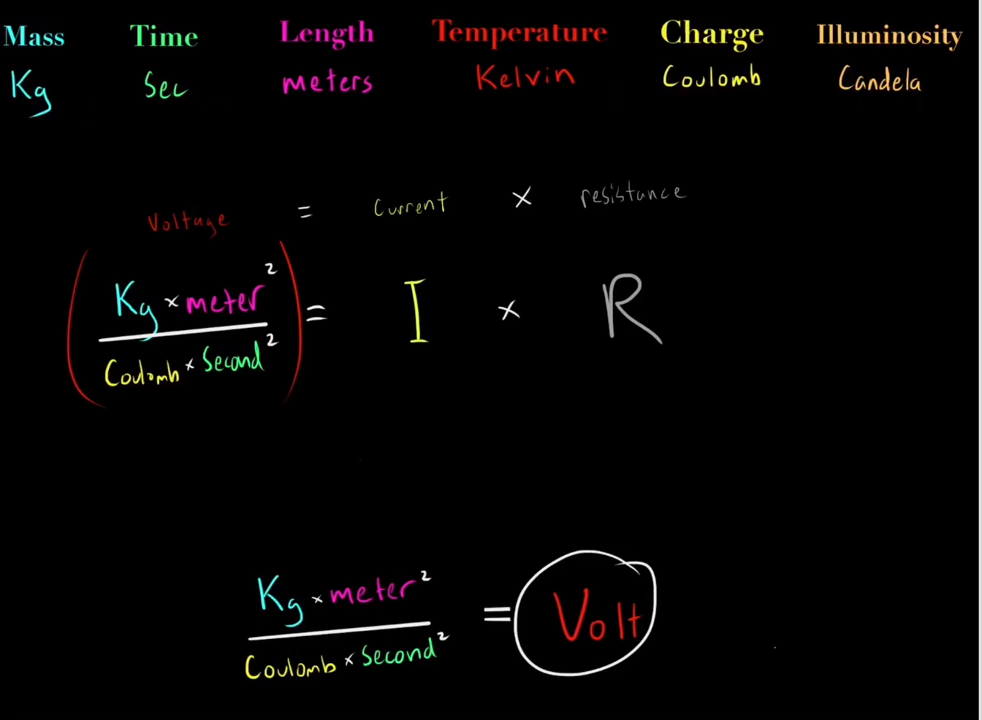 Mass Time Length Temperature Charge Illuminosity
Kg Sec meters Kelvin Coulomb Candela
Voltage = Current × resistance
(Kg × meter² / Coulomb × Second²) = I × R
Kg × meter² / Coulomb × Second² = Volt